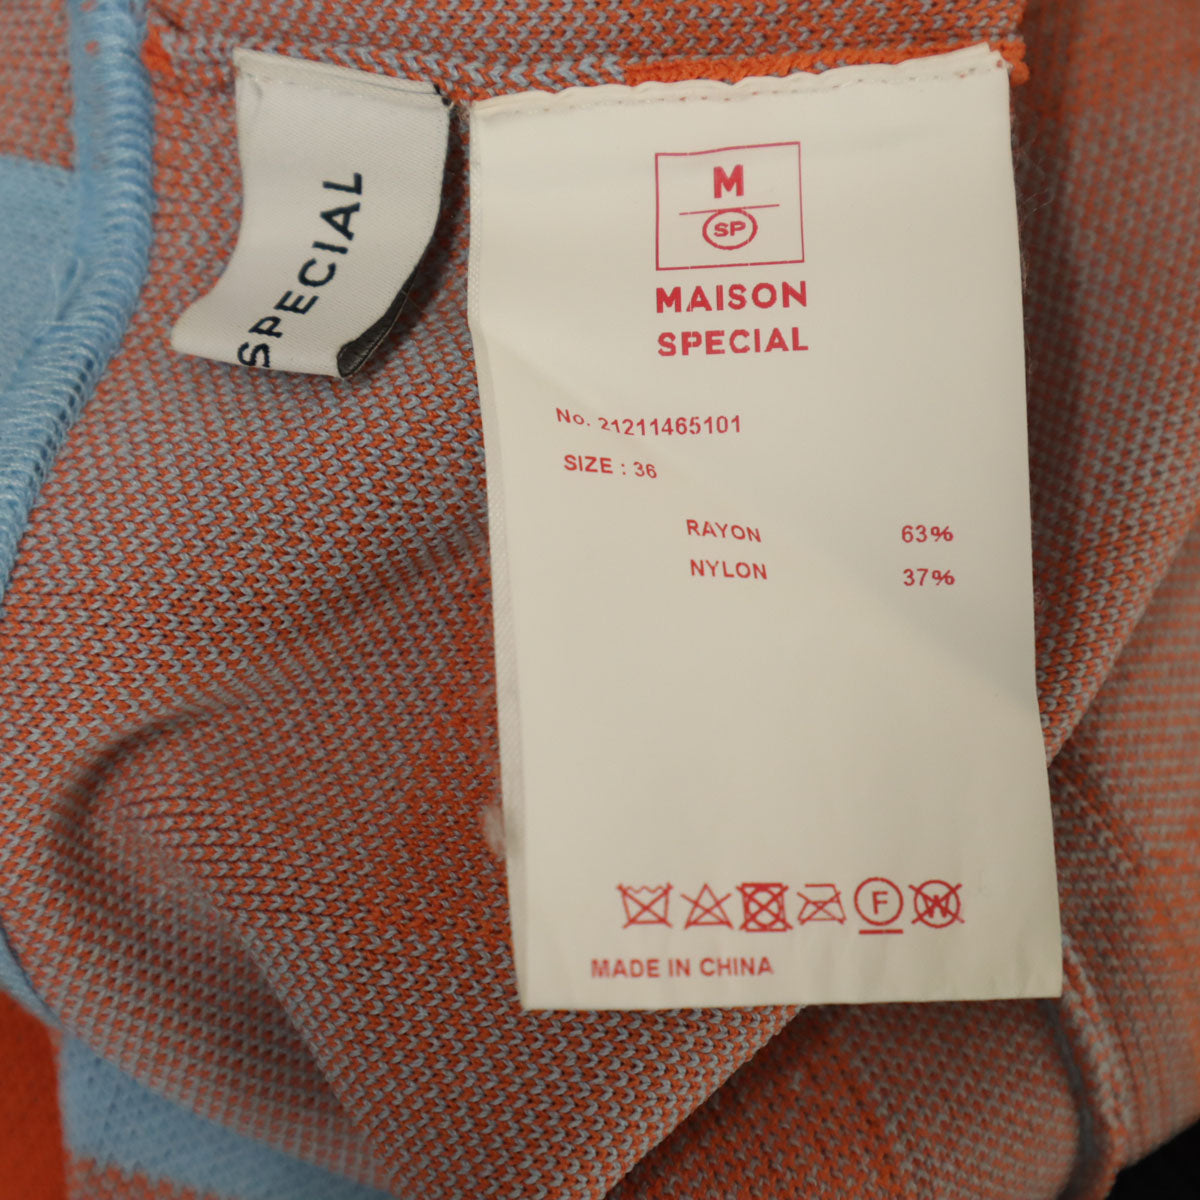 SPECIAL
M
SP
MAISON
SPECIAL
No. 21211465101
SIZE : 36
RAYON 63%
NYLON 37%
F
W
MADE IN CHINA